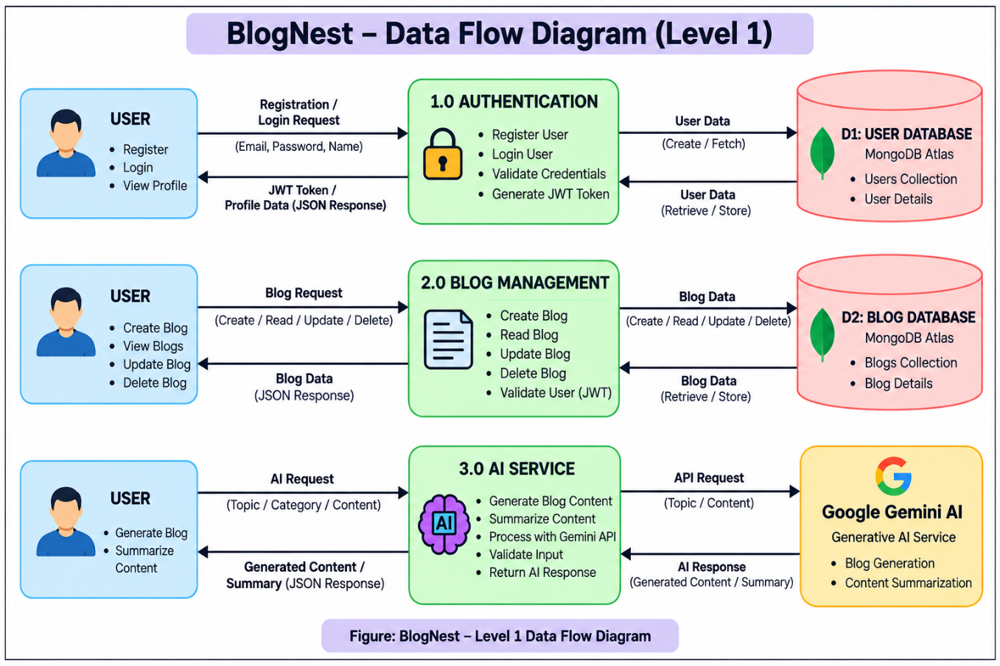 BlogNest – Data Flow Diagram (Level 1)
USER
• Register
• Login
• View Profile
Registration /
Login Request
(Email, Password, Name)
JWT Token /
Profile Data (JSON Response)
1.0 AUTHENTICATION
• Register User
• Login User
• Validate Credentials
• Generate JWT Token
User Data
(Create / Fetch)
User Data
(Retrieve / Store)
D1: USER DATABASE
MongoDB Atlas
• Users Collection
• User Details
USER
• Create Blog
• View Blogs
• Update Blog
• Delete Blog
Blog Request
(Create / Read / Update / Delete)
Blog Data
(JSON Response)
2.0 BLOG MANAGEMENT
• Create Blog
• Read Blog
• Update Blog
• Delete Blog
• Validate User (JWT)
Blog Data
(Create / Read / Update / Delete)
Blog Data
(Retrieve / Store)
D2: BLOG DATABASE
MongoDB Atlas
• Blogs Collection
• Blog Details
USER
• Generate Blog
• Summarize
Content
AI Request
(Topic / Category / Content)
Generated Content /
Summary (JSON Response)
3.0 AI SERVICE
AI
• Generate Blog Content
• Summarize Content
• Process with Gemini API
• Validate Input
• Return AI Response
API Request
(Topic / Content)
AI Response
(Generated Content / Summary)
G
Google Gemini AI
Generative AI Service
• Blog Generation
• Content Summarization
Figure: BlogNest – Level 1 Data Flow Diagram